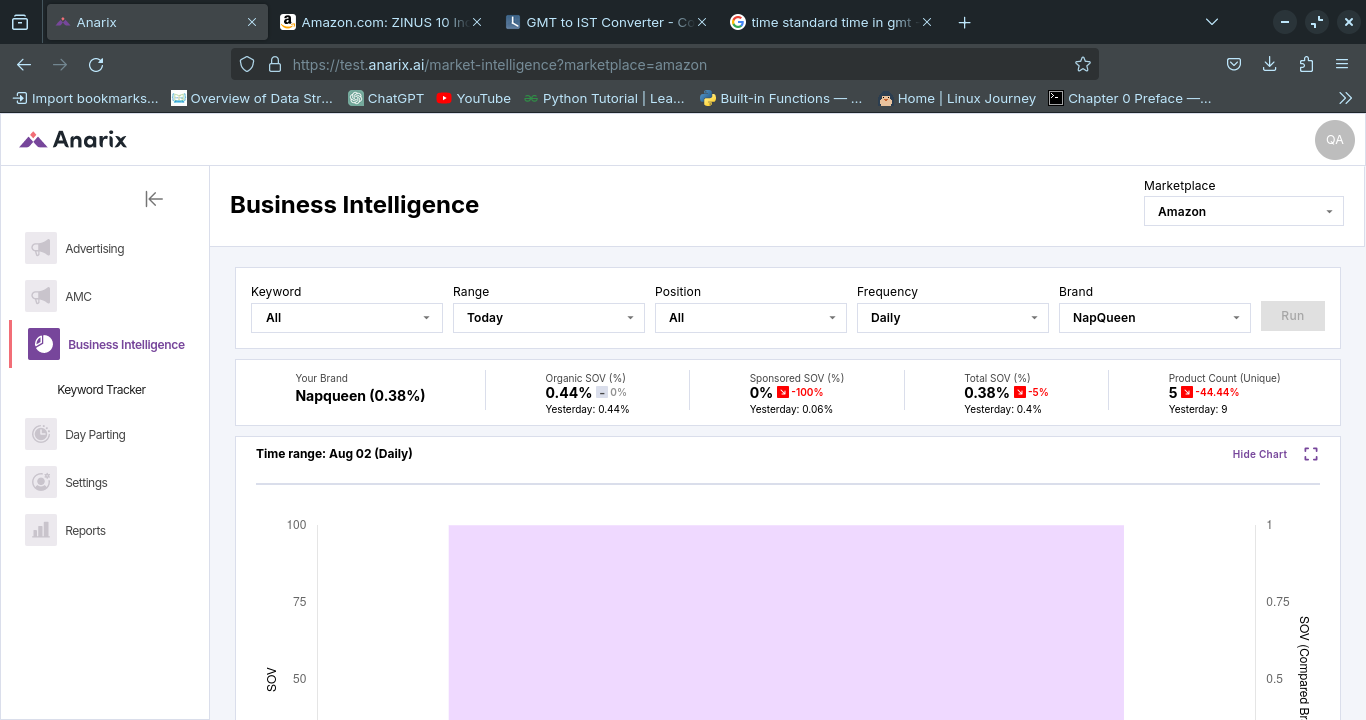 Anarix
Amazon.com: ZINUS 10 In
GMT to IST Converter - Co
time standard time in gmt -
https://test.anarix.ai/market-intelligence?marketplace=amazon
Import bookmarks...
Overview of Data Str...
ChatGPT
YouTube
Python Tutorial | Lea...
Built-in Functions — ...
Home | Linux Journey
Chapter 0 Preface —...
Anarix
QA
Business Intelligence
Marketplace
Amazon
Advertising
AMC
Business Intelligence
Keyword Tracker
Day Parting
Settings
Reports
Keyword
All
Range
Today
Position
All
Frequency
Daily
Brand
NapQueen
Run
Your Brand
Napqueen (0.38%)
Organic SOV (%)
0.44% - 0%
Yesterday: 0.44%
Sponsored SOV (%)
0% -100%
Yesterday: 0.06%
Total SOV (%)
0.38% -5%
Yesterday: 0.4%
Product Count (Unique)
5 -44.44%
Yesterday: 9
Time range: Aug 02 (Daily)
Hide Chart
100
75
50
SOV
1
0.75
0.5
SOV (Compared Br